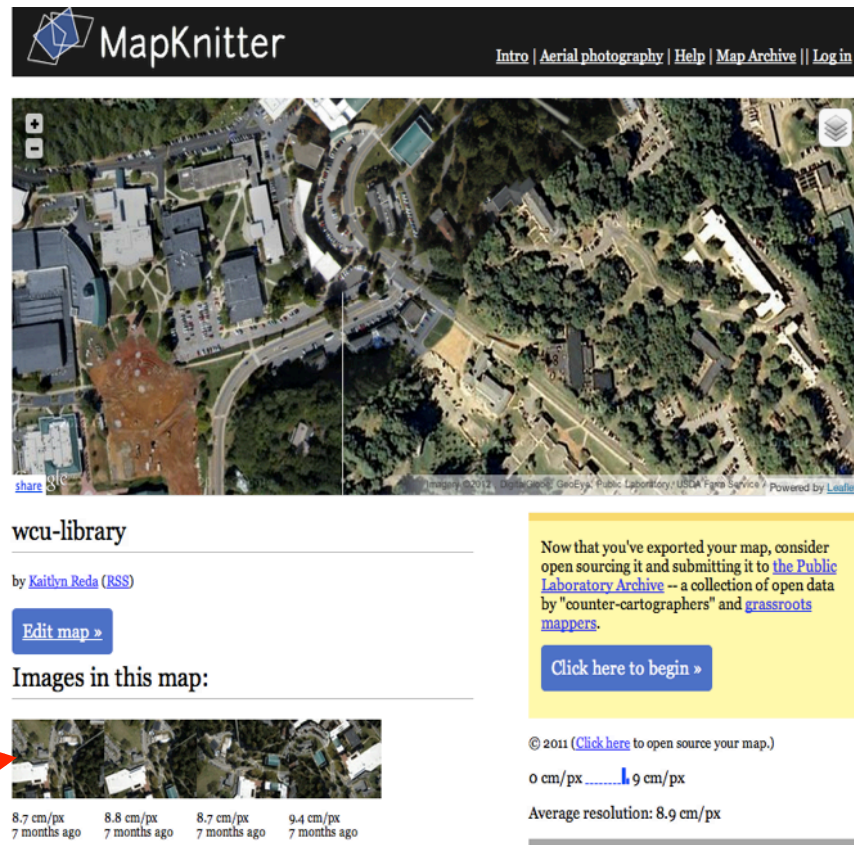 MapKnitter
Intro | Aerial photography | Help | Map Archive || Log in
+
-
share
Imagery ©2012 , DigitalGlobe, GeoEye, Public Laboratory, USDA Farm Service / Powered by Leafle
wcu-library
by Kaitlyn Reda (RSS)
Edit map »
Images in this map:
8.7 cm/px
7 months ago
8.8 cm/px
7 months ago
8.7 cm/px
7 months ago
9.4 cm/px
7 months ago
Now that you've exported your map, consider
open sourcing it and submitting it to the Public
Laboratory Archive -- a collection of open data
by "counter-cartographers" and grassroots
mappers.
Click here to begin »
© 2011 (Click here to open source your map.)
0 cm/px 9 cm/px
Average resolution: 8.9 cm/px